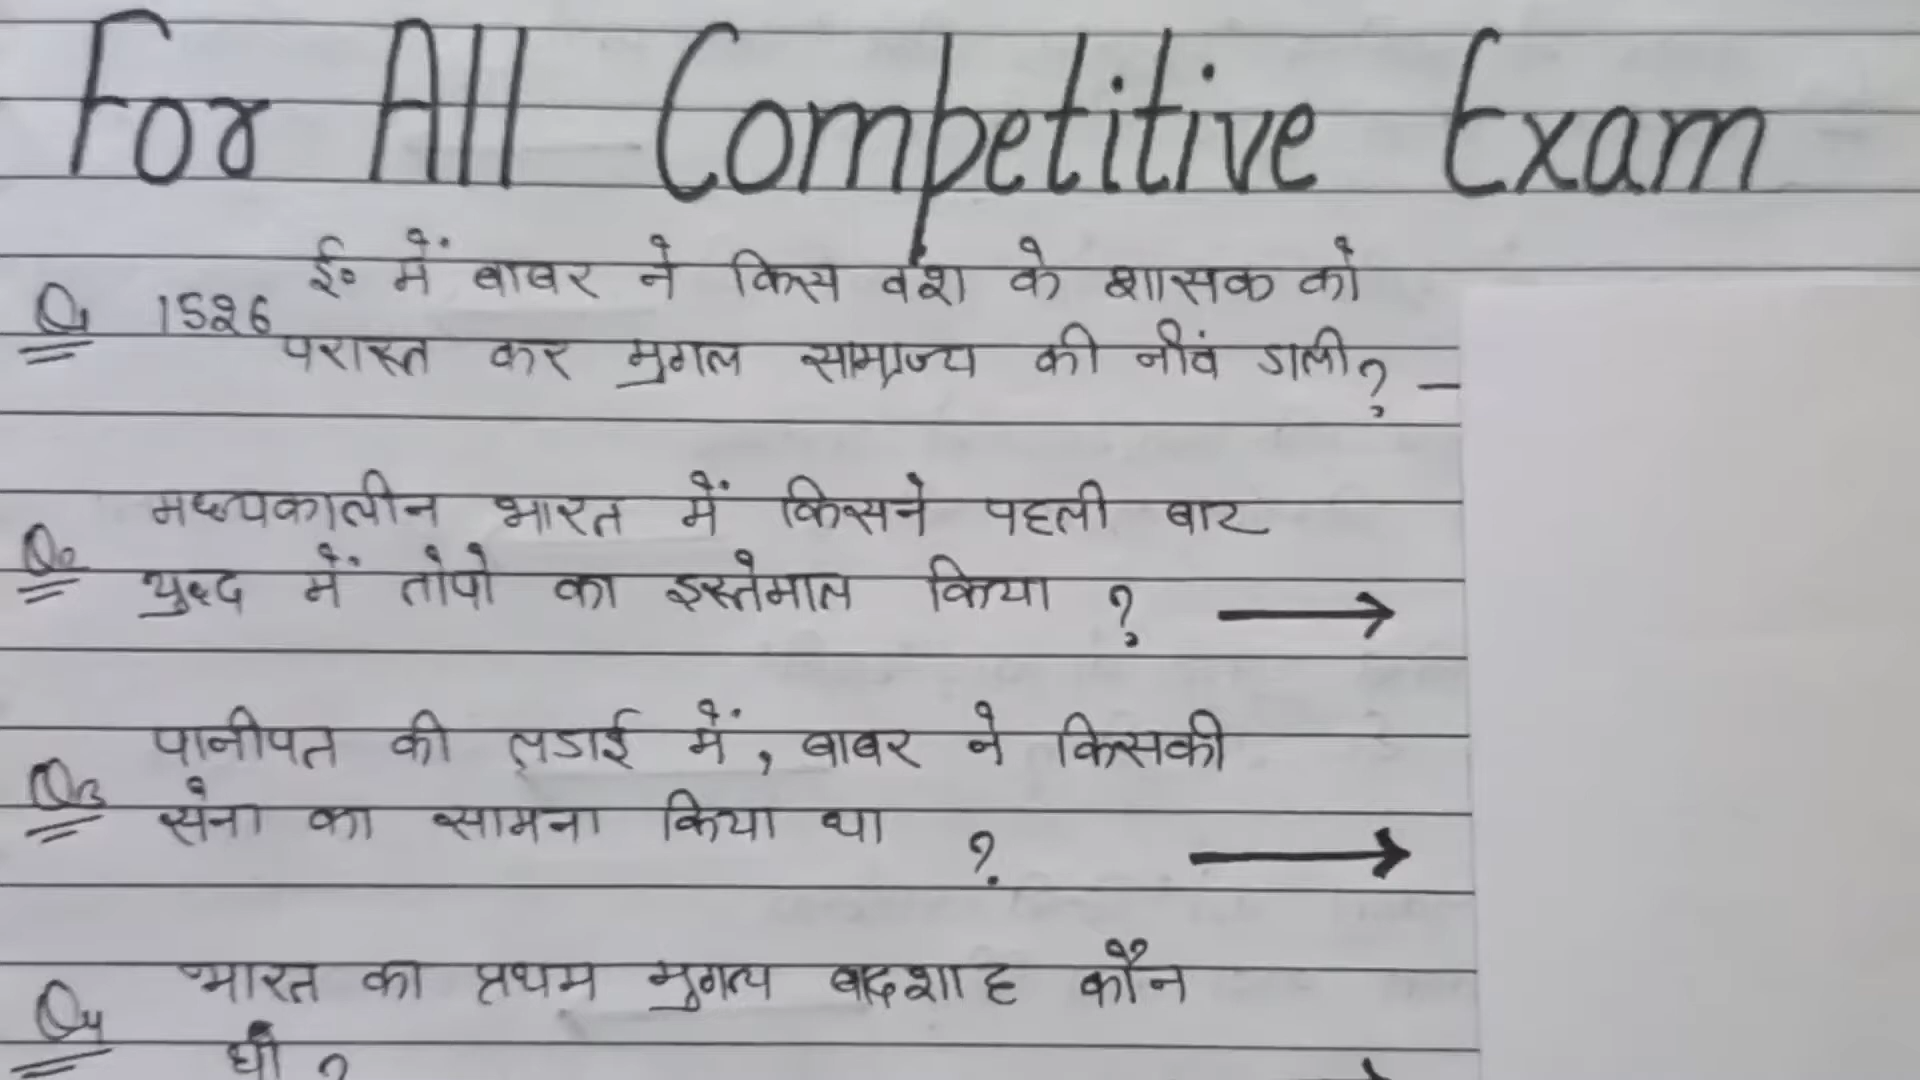 For All Competitive Exam
Q1 1526 ई० में बाबर ने किस वंश के शासक को
परास्त कर मुगल साम्राज्य की नीवं डाली? –
मध्यकालीन भारत में किसने पहली बार
Q2 युध्द में तोपो का इस्तेमाल किया ? →
पानीपत की लडाई में, बाबर ने किसकी
Q3 सेना का सामना किया था ? →
भारत का प्रथम मुगल बादशाह कौन
Q4 थी ?